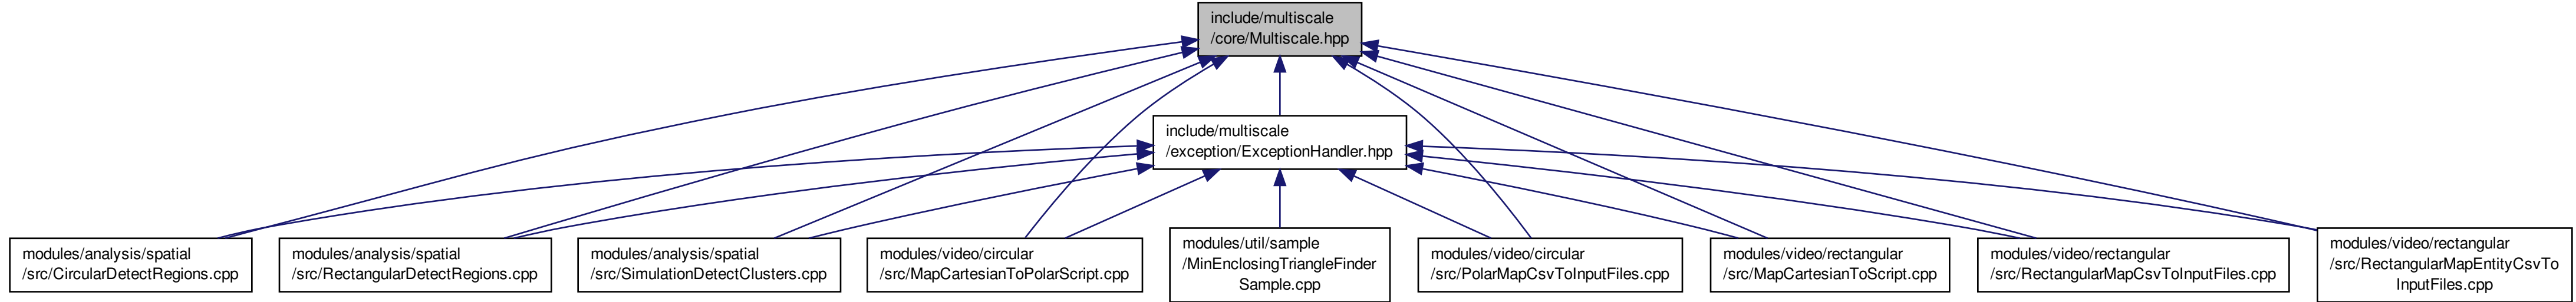 include/multiscale
/core/Multiscale.hpp
include/multiscale
/exception/ExceptionHandler.hpp
modules/analysis/spatial
/src/CircularDetectRegions.cpp
modules/analysis/spatial
/src/RectangularDetectRegions.cpp
modules/analysis/spatial
/src/SimulationDetectClusters.cpp
modules/video/circular
/src/MapCartesianToPolarScript.cpp
modules/util/sample
/MinEnclosingTriangleFinder
Sample.cpp
modules/video/circular
/src/PolarMapCsvToInputFiles.cpp
modules/video/rectangular
/src/MapCartesianToScript.cpp
modules/video/rectangular
/src/RectangularMapCsvToInputFiles.cpp
modules/video/rectangular
/src/RectangularMapEntityCsvTo
InputFiles.cpp